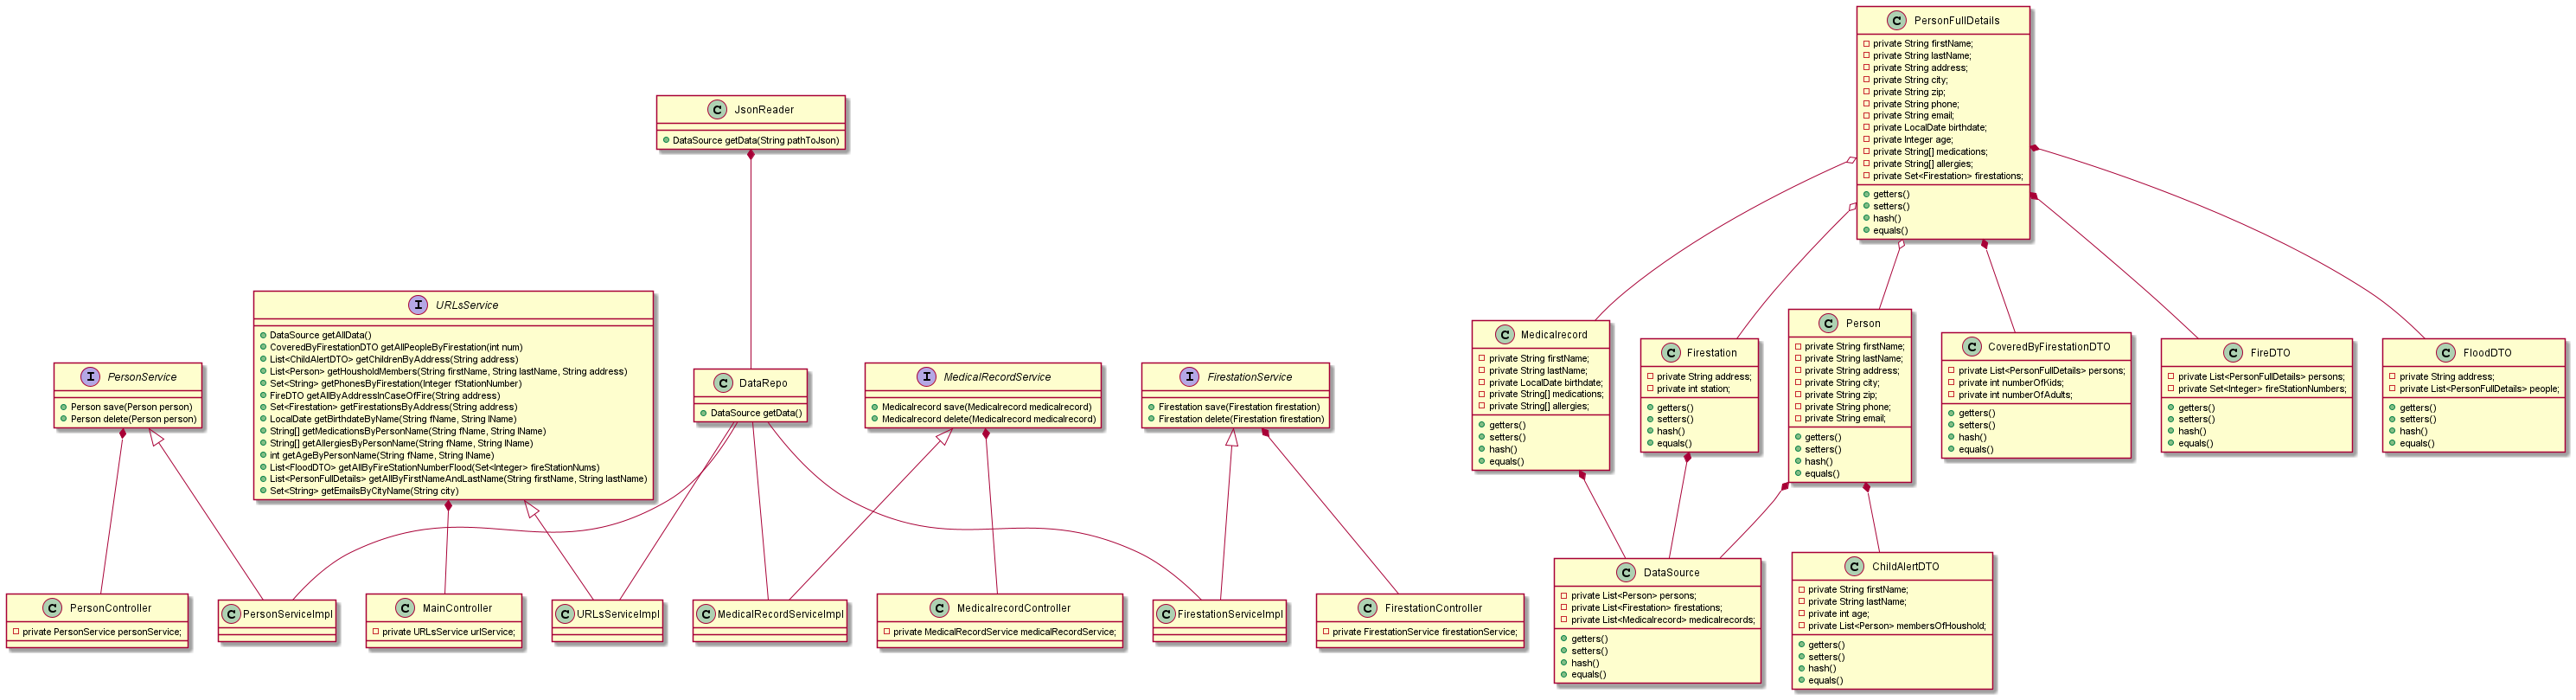 C PersonFullDetails
private String firstName;
private String lastName;
private String address;
private String city;
private String zip;
private String phone;
private String email;
private LocalDate birthdate;
private Integer age;
private String[] medications;
private String[] allergies;
private Set<Firestation> firestations;
getters()
setters()
hash()
equals()
C JsonReader
DataSource getData(String pathToJson)
I URLsService
DataSource getAllData()
CoveredByFirestationDTO getAllPeopleByFirestation(int num)
List<ChildAlertDTO> getChildrenByAddress(String address)
List<Person> getHousholdMembers(String firstName, String lastName, String address)
Set<String> getPhonesByFirestation(Integer fStationNumber)
FireDTO getAllByAddressInCaseOfFire(String address)
Set<Firestation> getFirestationsByAddress(String address)
LocalDate getBirthdateByName(String fName, String lName)
String[] getMedicationsByPersonName(String fName, String lName)
String[] getAllergiesByPersonName(String fName, String lName)
int getAgeByPersonName(String fName, String lName)
List<FloodDTO> getAllByFireStationNumberFlood(Set<Integer> fireStationNums)
List<PersonFullDetails> getAllByFirstNameAndLastName(String firstName, String lastName)
Set<String> getEmailsByCityName(String city)
I PersonService
Person save(Person person)
Person delete(Person person)
C DataRepo
DataSource getData()
I MedicalRecordService
Medicalrecord save(Medicalrecord medicalrecord)
Medicalrecord delete(Medicalrecord medicalrecord)
I FirestationService
Firestation save(Firestation firestation)
Firestation delete(Firestation firestation)
C Medicalrecord
private String firstName;
private String lastName;
private LocalDate birthdate;
private String[] medications;
private String[] allergies;
getters()
setters()
hash()
equals()
C Firestation
private String address;
private int station;
getters()
setters()
hash()
equals()
C Person
private String firstName;
private String lastName;
private String address;
private String city;
private String zip;
private String phone;
private String email;
getters()
setters()
hash()
equals()
C CoveredByFirestationDTO
private List<PersonFullDetails> persons;
private int numberOfKids;
private int numberOfAdults;
getters()
setters()
hash()
equals()
C FireDTO
private List<PersonFullDetails> persons;
private Set<Integer> fireStationNumbers;
getters()
setters()
hash()
equals()
C FloodDTO
private String address;
private List<PersonFullDetails> people;
getters()
setters()
hash()
equals()
C PersonController
private PersonService personService;
C PersonServiceImpl
C MainController
private URLsService urlService;
C URLsServiceImpl
C MedicalRecordServiceImpl
C MedicalrecordController
private MedicalRecordService medicalRecordService;
C FirestationServiceImpl
C FirestationController
private FirestationService firestationService;
C DataSource
private List<Person> persons;
private List<Firestation> firestations;
private List<Medicalrecord> medicalrecords;
getters()
setters()
hash()
equals()
C ChildAlertDTO
private String firstName;
private String lastName;
private int age;
private List<Person> membersOfHoushold;
getters()
setters()
hash()
equals()